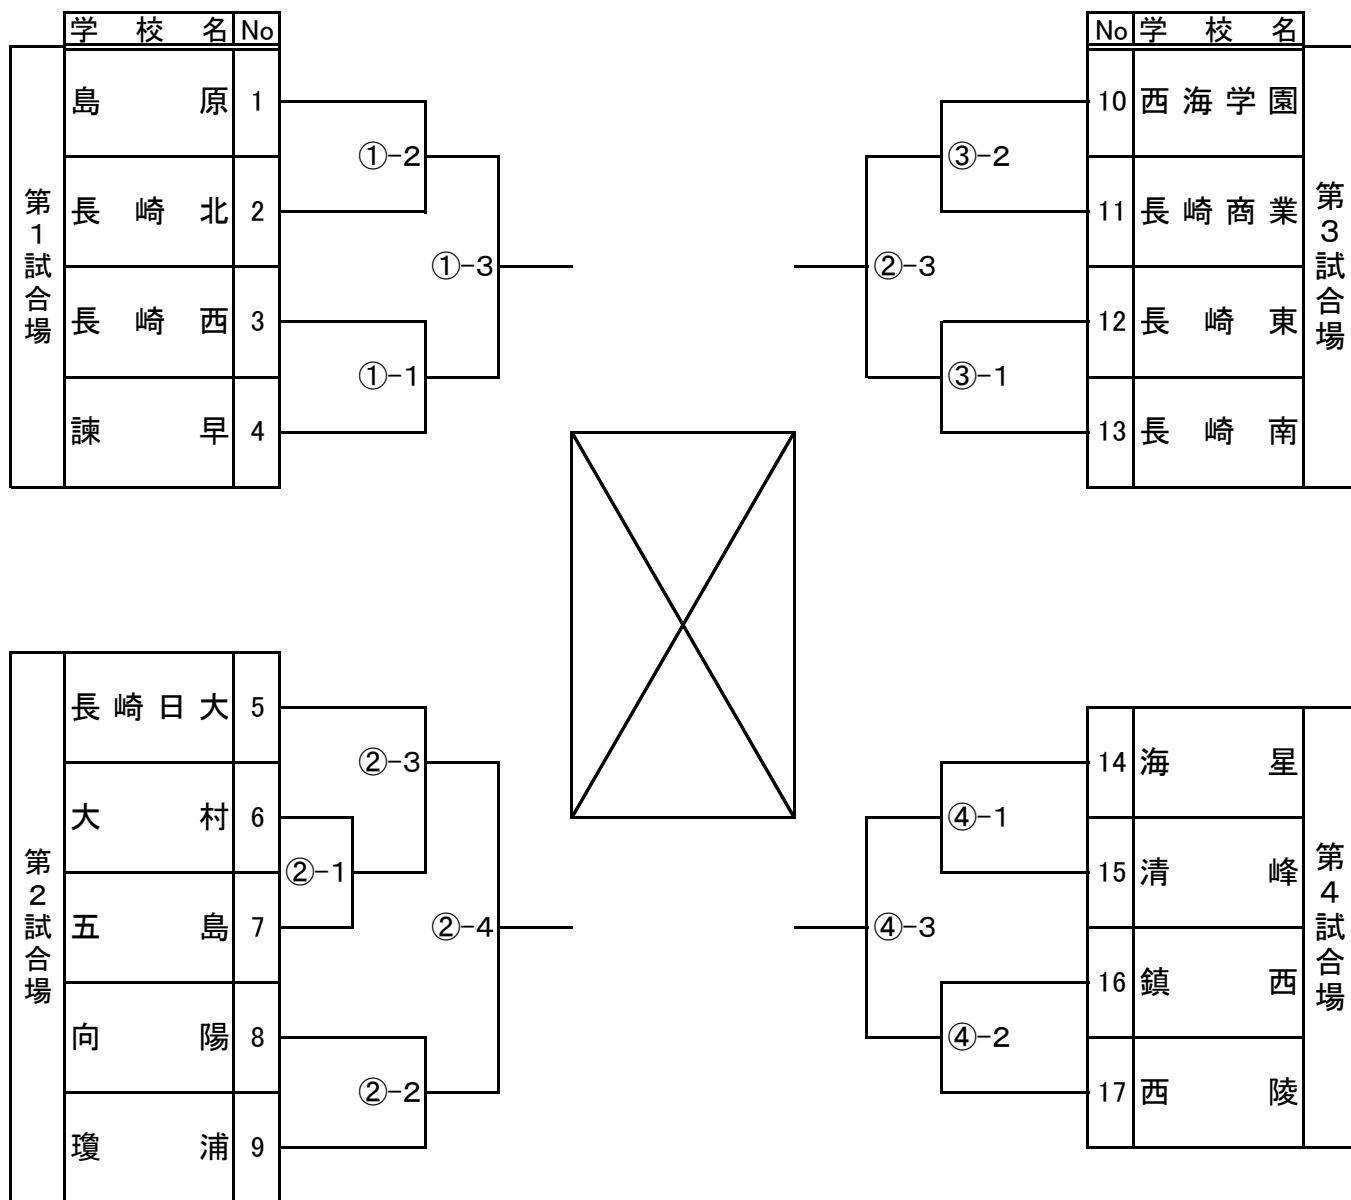 学校名 No
第1試合場
島原 1
長崎北 2
長崎西 3
諫早 4
①-2
①-1
①-3
第2試合場
長崎日大 5
大村 6
五島 7
向陽 8
瓊浦 9
②-3
②-1
②-4
②-2
No 学校名
10 西海学園
11 長崎商業
12 長崎東
13 長崎南
第3試合場
③-2
②-3
③-1
14 海星
15 清峰
16 鎮西
17 西陵
第4試合場
④-1
④-3
④-2